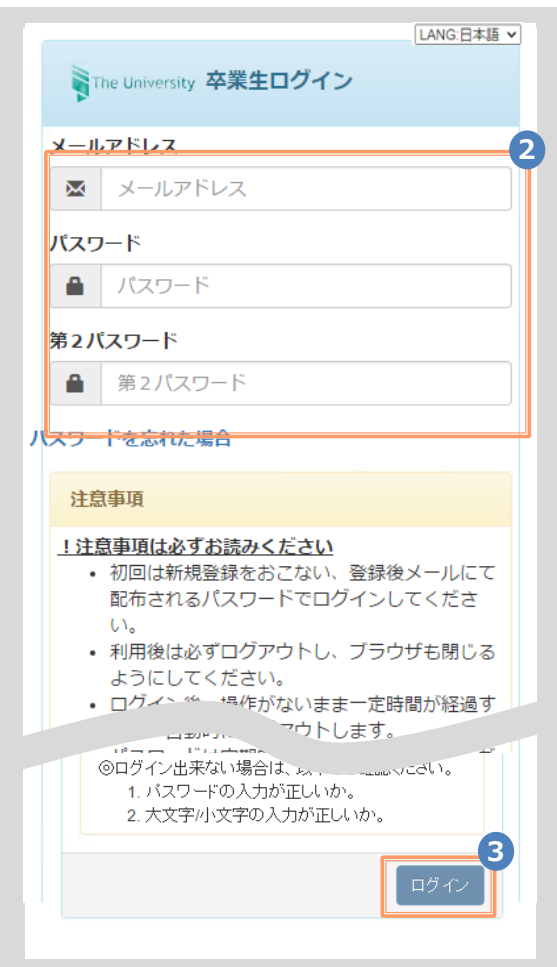 LANG:日本語
The University 卒業生ログイン
メールアドレス
2
メールアドレス
パスワード
パスワード
第2パスワード
第2パスワード
パスワードを忘れた場合
注意事項
!注意事項は必ずお読みください
• 初回は新規登録をおこない、登録後メールにて
配布されるパスワードでログインしてくださ
い。
• 利用後は必ずログアウトし、ブラウザも閉じる
ようにしてください。
• ログイン後、操作がないまま一定時間が経過す
自動的に アウトします。
◎ログイン出来ない場合は、 ください。
1. パスワードの入力が正しいか。
2. 大文字/小文字の入力が正しいか。
3
ログイン